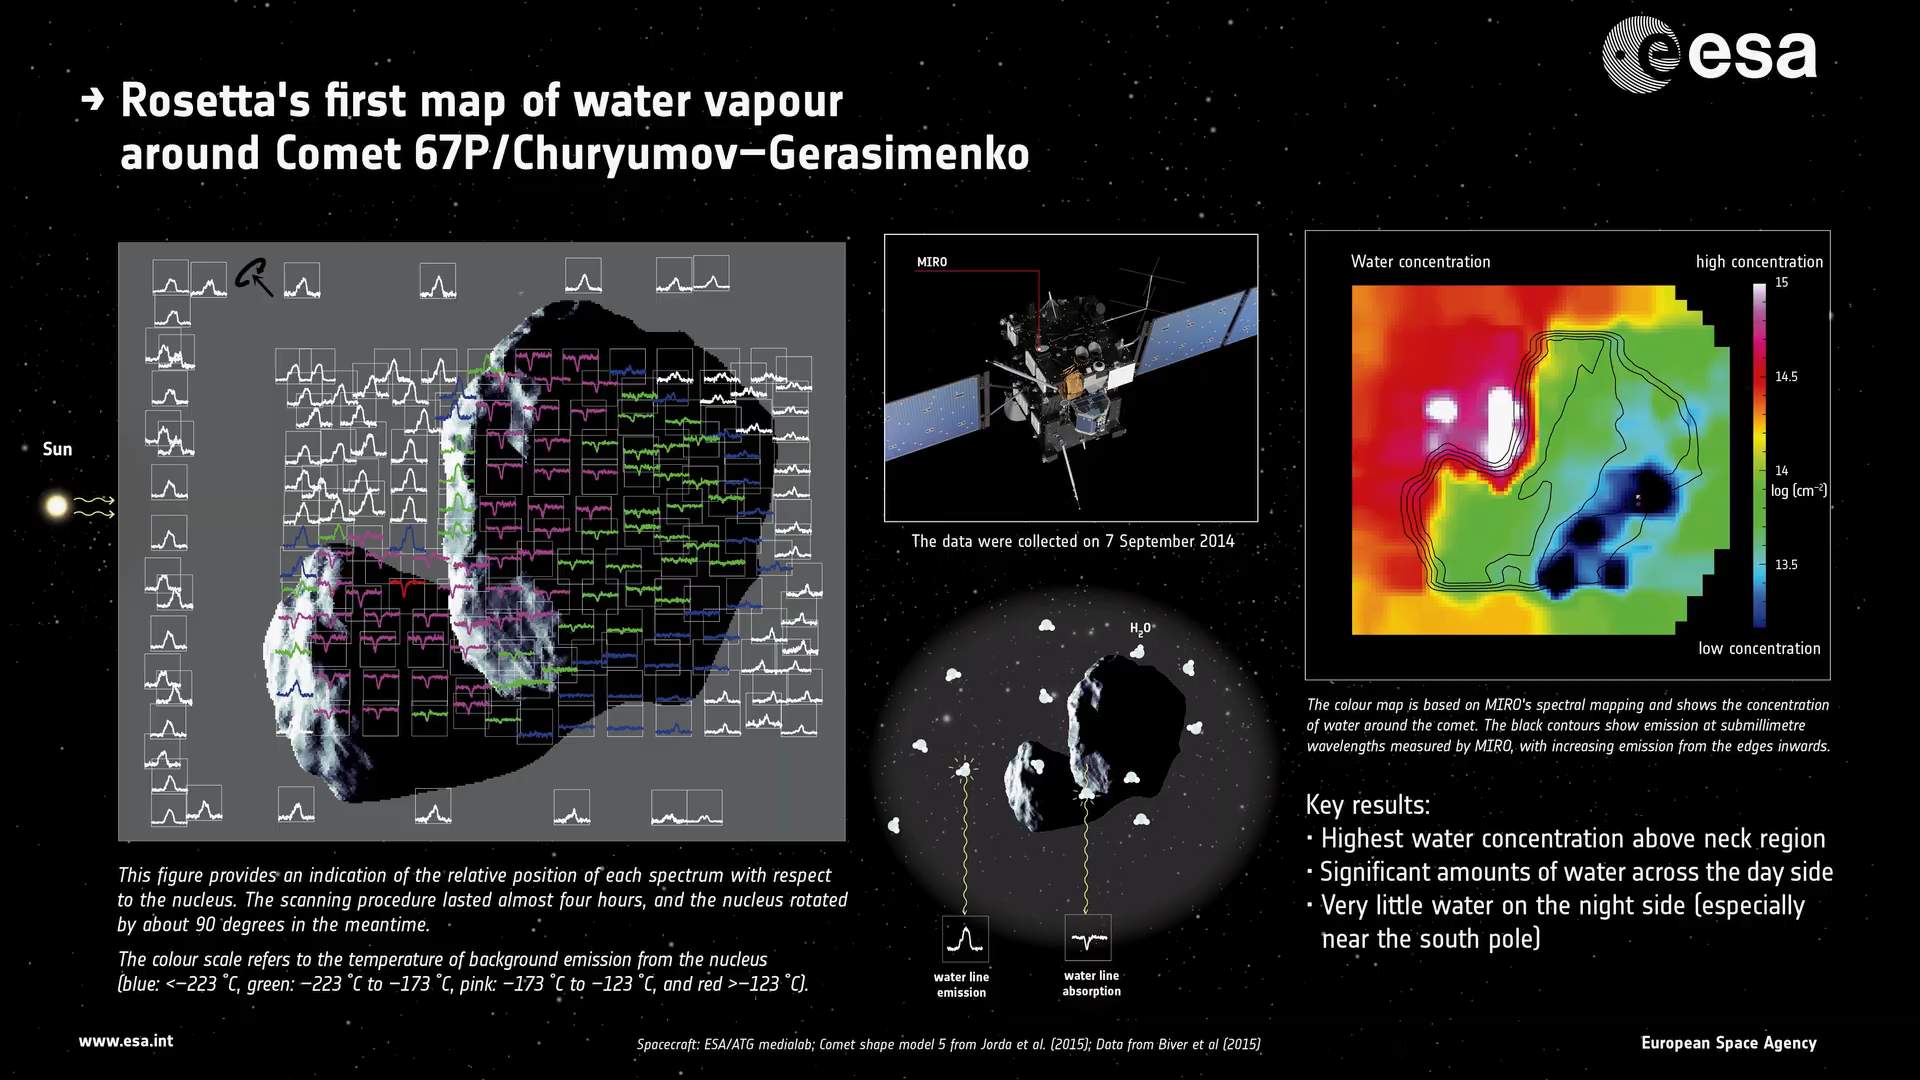 esa
→ Rosetta's first map of water vapour
around Comet 67P/Churyumov–Gerasimenko
Sun
This figure provides an indication of the relative position of each spectrum with respect
to the nucleus. The scanning procedure lasted almost four hours, and the nucleus rotated
by about 90 degrees in the meantime.
The colour scale refers to the temperature of background emission from the nucleus
(blue: <–223 ˚C, green: –223 ˚C to –173 ˚C, pink: –173 ˚C to –123 ˚C, and red >–123 ˚C).
MIRO
The data were collected on 7 September 2014
H₂O
water line
emission
water line
absorption
Water concentration
high concentration
15
14.5
14
log (cm⁻²)
13.5
low concentration
The colour map is based on MIRO's spectral mapping and shows the concentration
of water around the comet. The black contours show emission at submillimetre
wavelengths measured by MIRO, with increasing emission from the edges inwards.
Key results:
· Highest water concentration above neck region
· Significant amounts of water across the day side
· Very little water on the night side (especially
near the south pole)
www.esa.int
Spacecraft: ESA/ATG medialab; Comet shape model 5 from Jorda et al. (2015); Data from Biver et al (2015)
European Space Agency